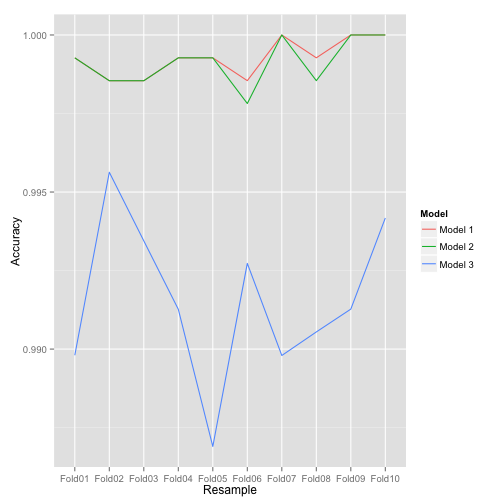 1.000
0.995
0.990
Accuracy
Fold01 Fold02 Fold03 Fold04 Fold05 Fold06 Fold07 Fold08 Fold09 Fold10
Resample
Model
Model 1
Model 2
Model 3